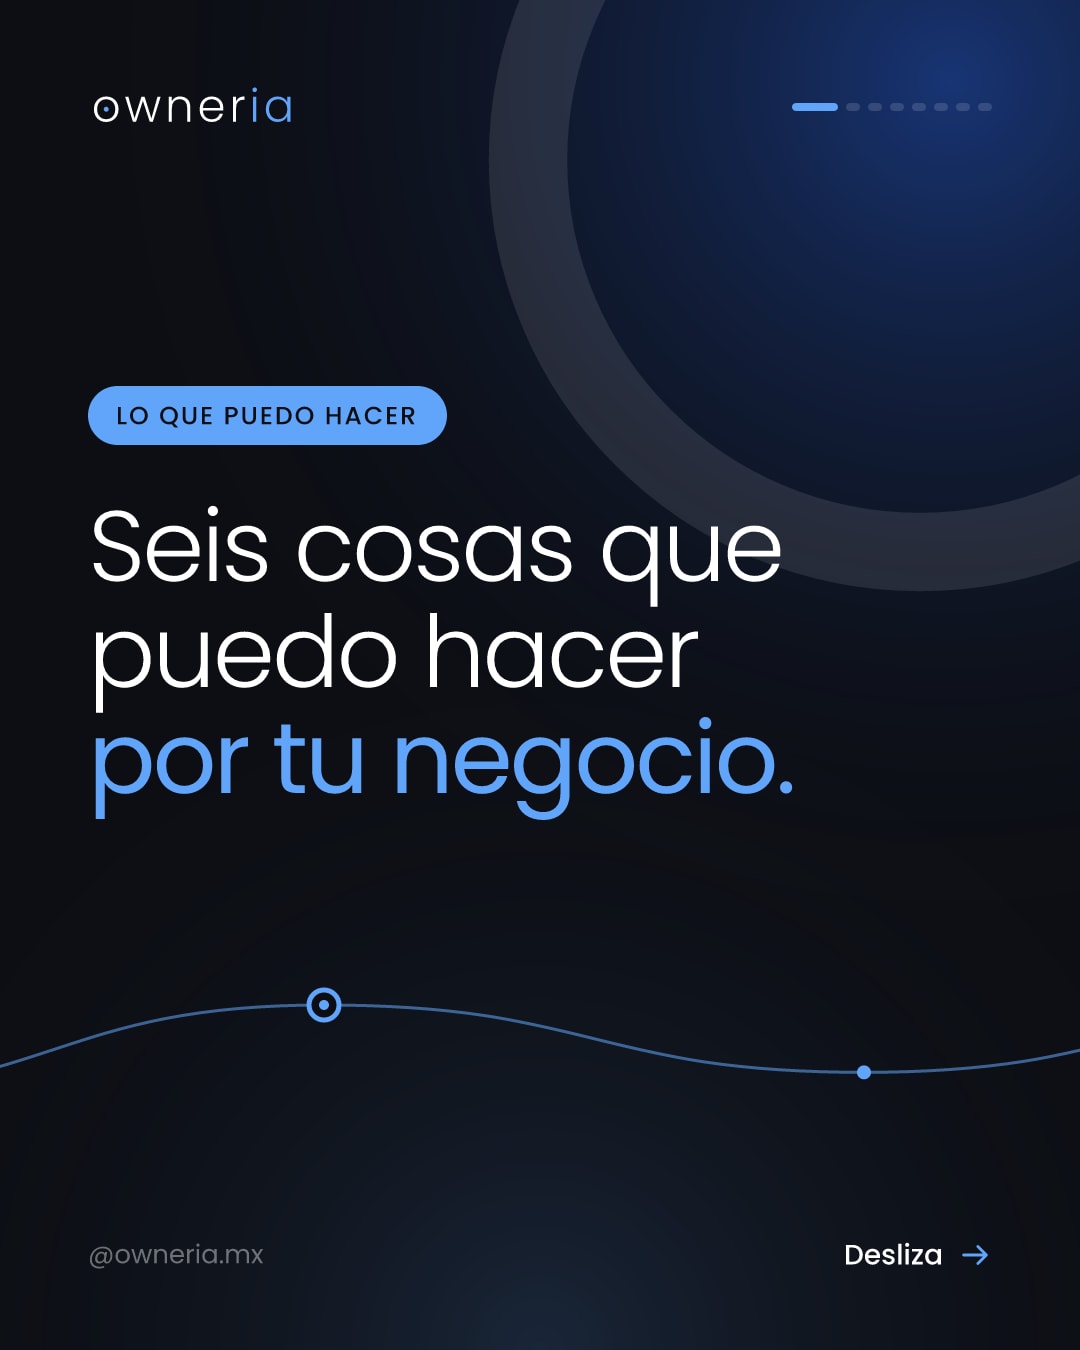 owneria
LO QUE PUEDO HACER
Seis cosas que
puedo hacer
por tu negocio.
@owneria.mx
Desliza →